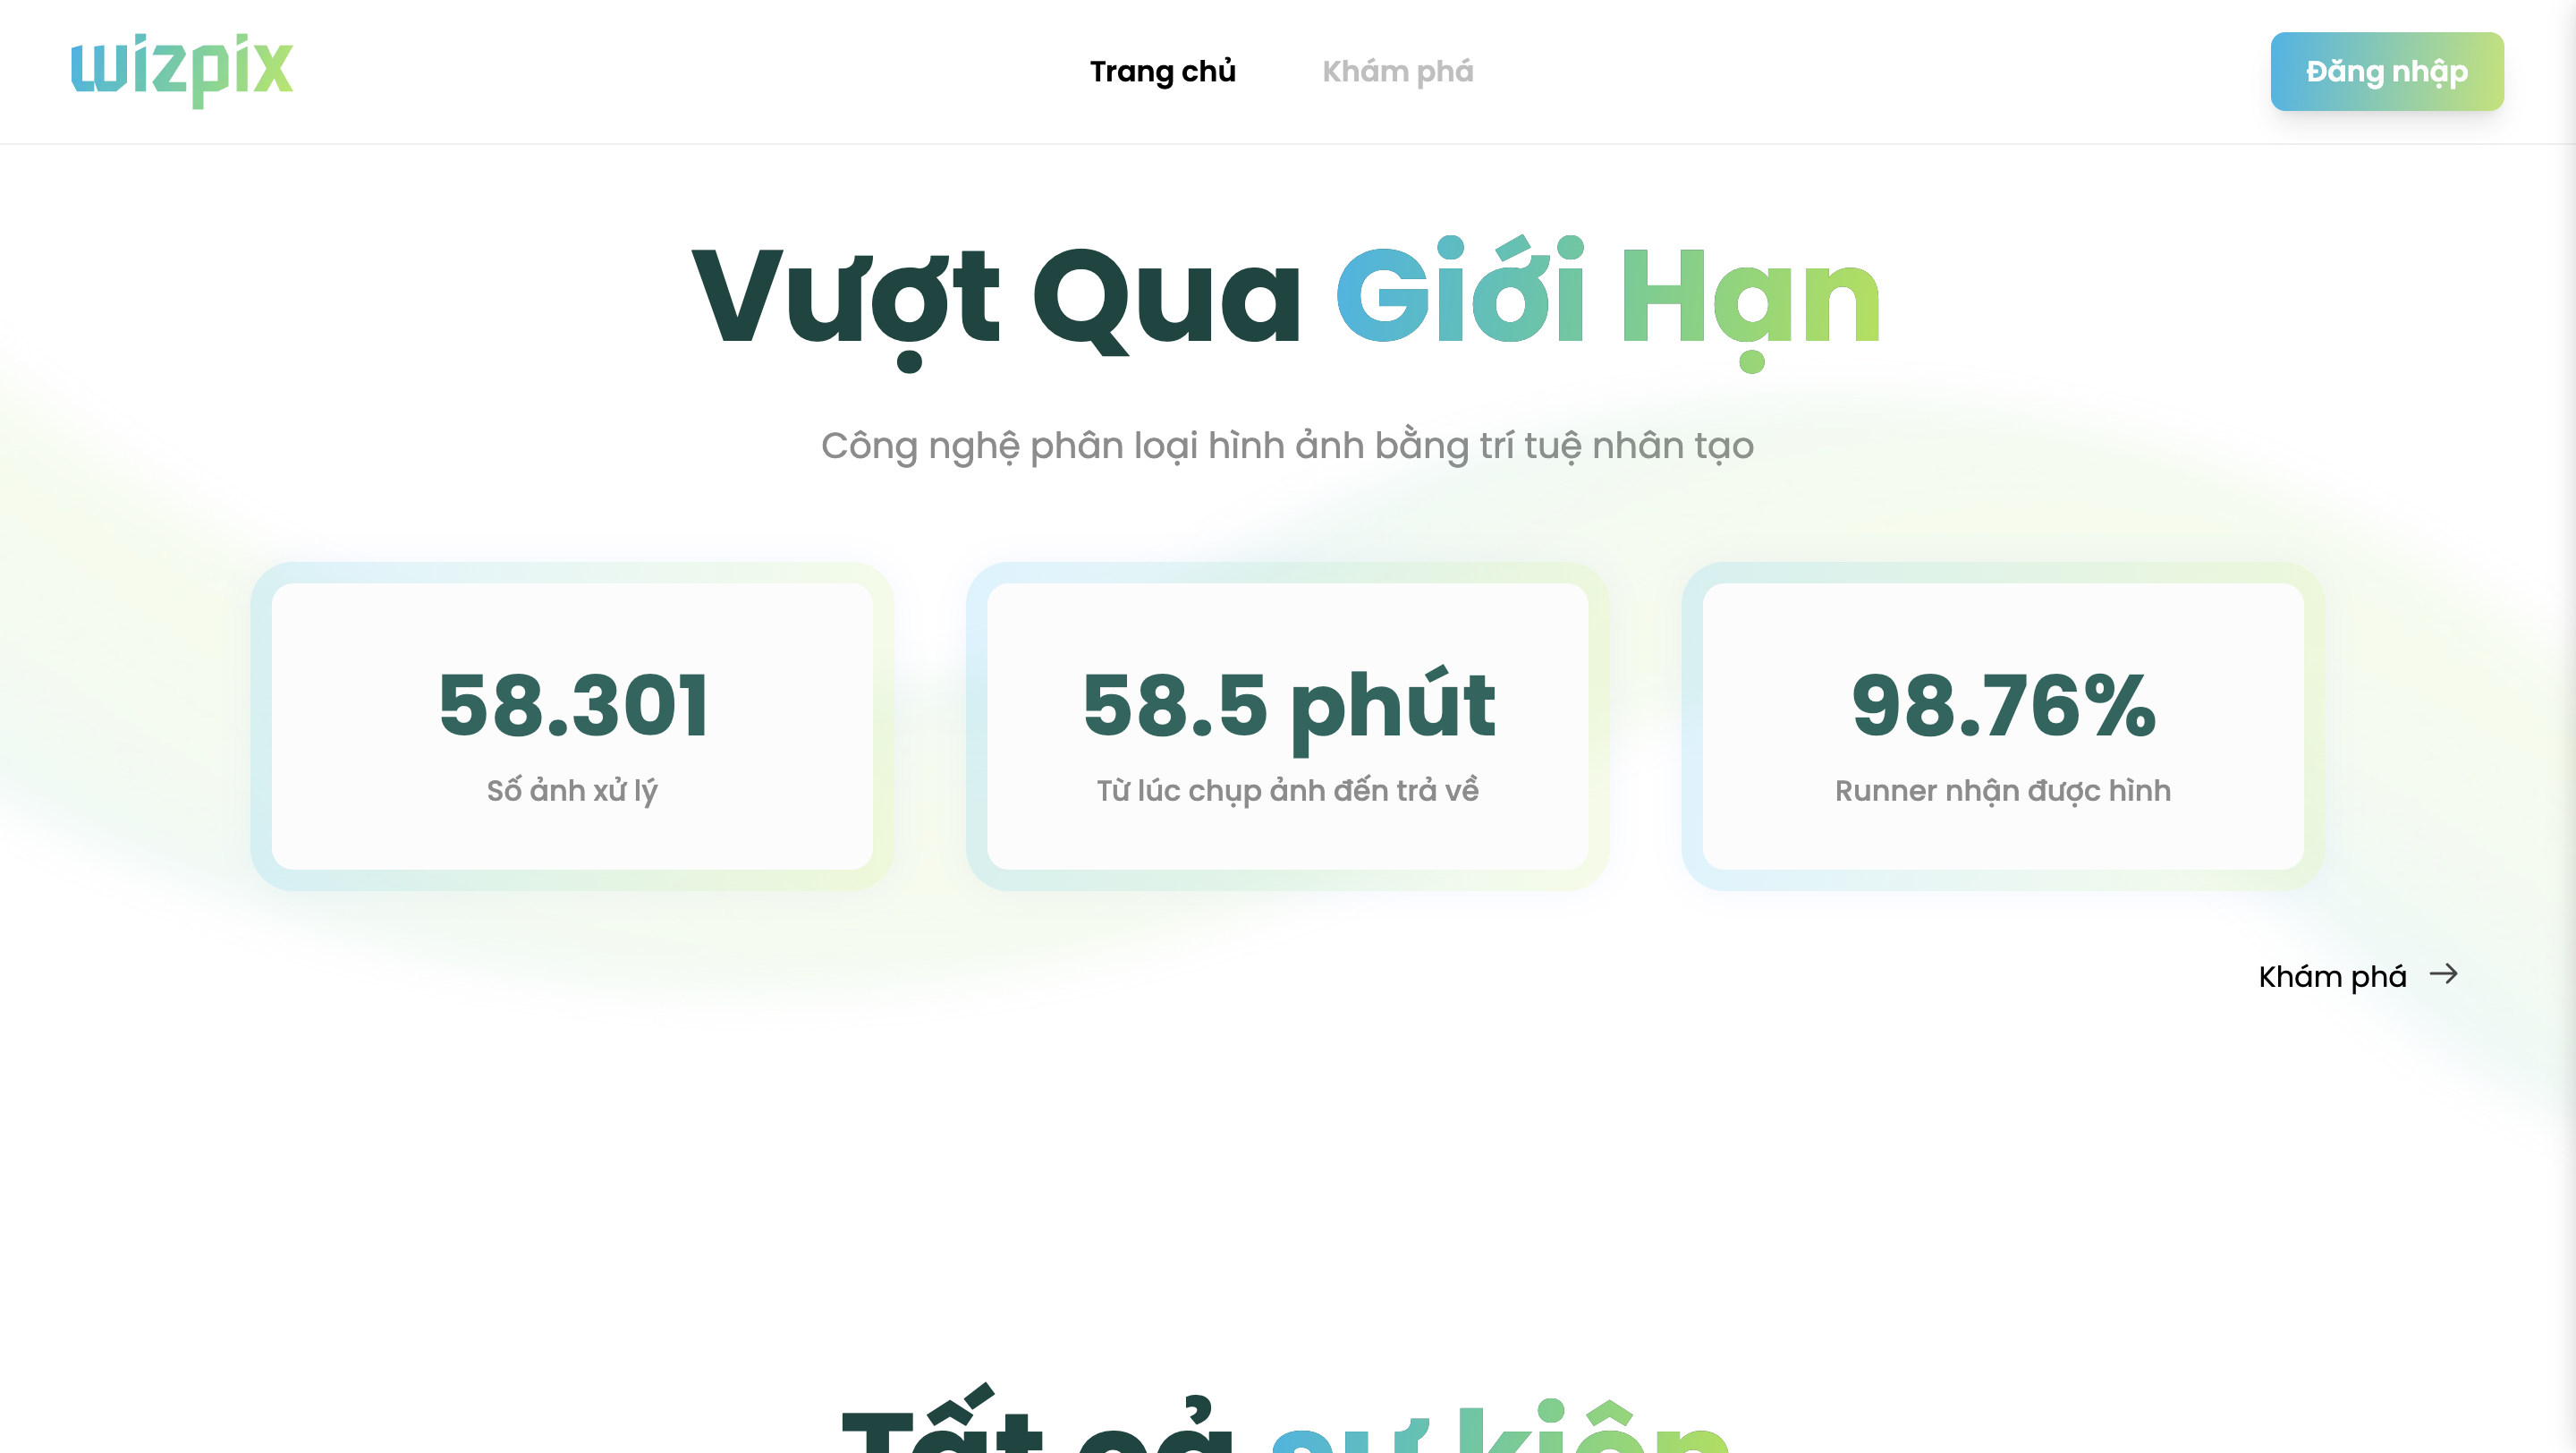 wizpix
Trang chủ
Khám phá
Đăng nhập
Vượt Qua Giới Hạn
Công nghệ phân loại hình ảnh bằng trí tuệ nhân tạo
58.301
Số ảnh xử lý
58.5 phút
Từ lúc chụp ảnh đến trả về
98.76%
Runner nhận được hình
Khám phá
Tất cả sự kiện